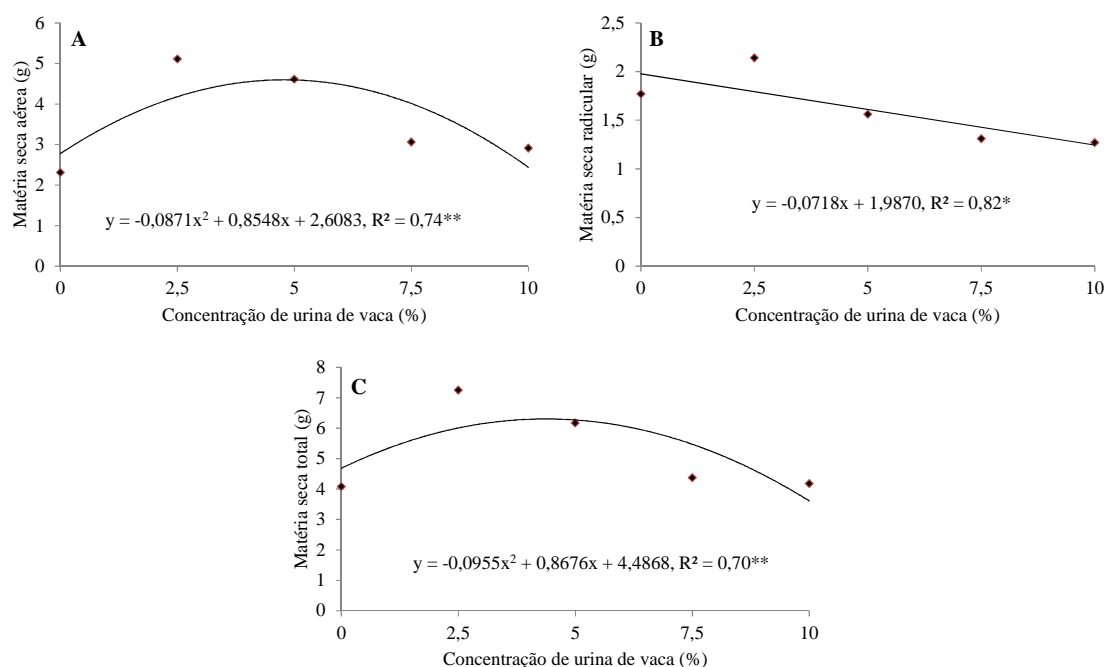 A
Matéria seca aérea (g)
6
5
4
3
2
1
0
y = -0,0871x² + 0,8548x + 2,6083, R² = 0,74**
0 2,5 5 7,5 10
Concentração de urina de vaca (%)
B
Matéria seca radicular (g)
2,5
2
1,5
1
0,5
0
y = -0,0718x + 1,9870, R² = 0,82*
0 2,5 5 7,5 10
Concentração de urina de vaca (%)
C
Matéria seca total (g)
8
7
6
5
4
3
2
1
0
y = -0,0955x² + 0,8676x + 4,4868, R² = 0,70**
0 2,5 5 7,5 10
Concentração de urina de vaca (%)